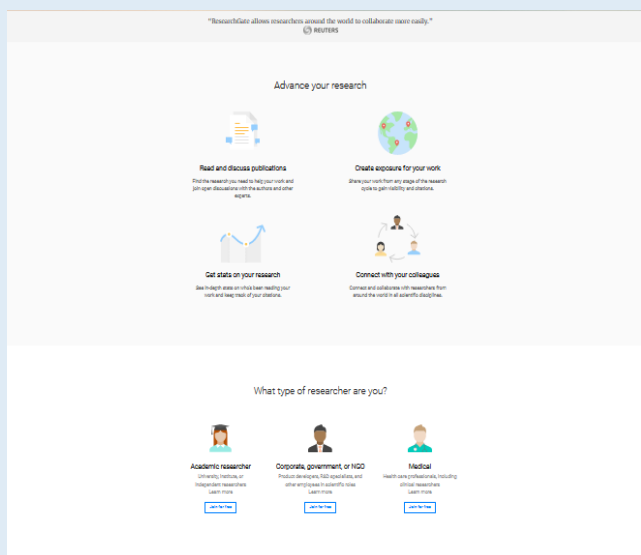 "ResearchGate allows researchers around the world to collaborate more easily."
REUTERS
Advance your research
Read and discuss publications
Find the research you need to help your work and
join open discussions with the authors and other
experts.
Create exposure for your work
Share your work from any stage of the research
cycle to gain visibility and citations.
Get stats on your research
See in-depth stats on who's been reading your
work and keep track of your citations.
Connect with your colleagues
Connect and collaborate with researchers from
around the world in all scientific disciplines.
What type of researcher are you?
Academic researcher
University, institute, or
independent researchers
Learn more
Join for free
Corporate, government, or NGO
Product developers, R&D specialists, and
other employees in scientific roles
Learn more
Join for free
Medical
Health care professionals, including
clinical researchers
Learn more
Join for free